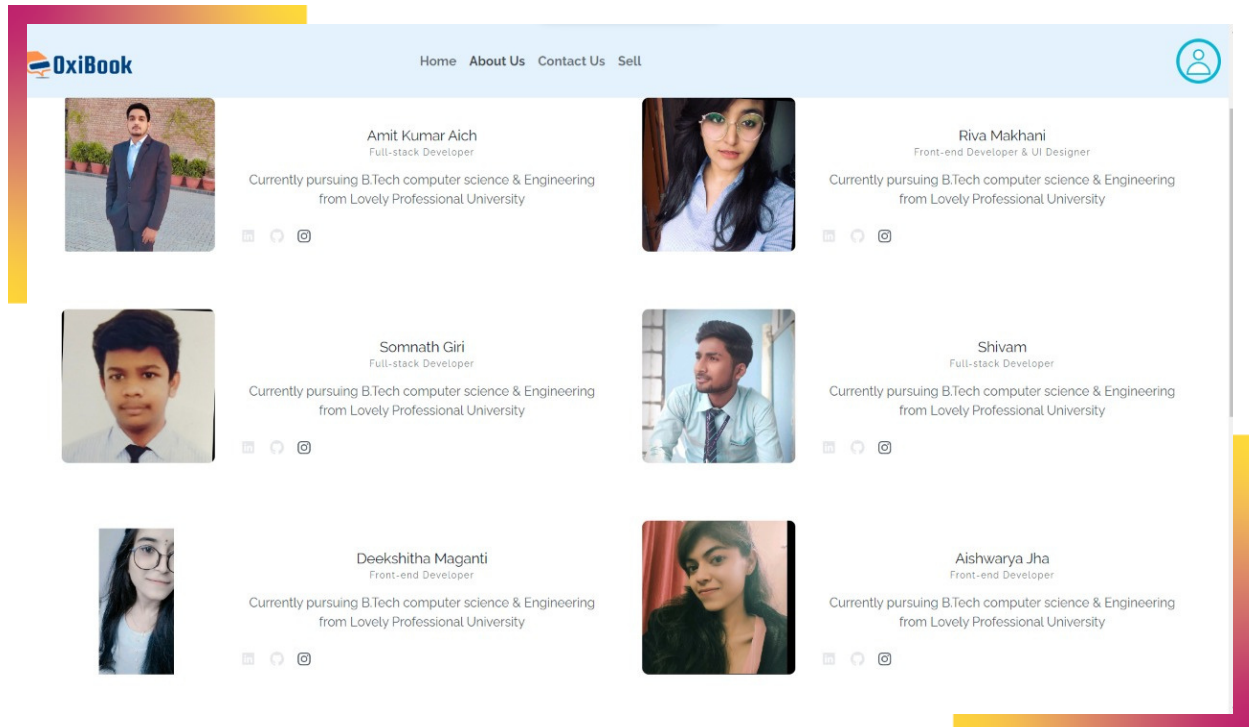 OxiBook
Home About Us Contact Us Sell
Amit Kumar Aich
Full-stack Developer
Currently pursuing B.Tech computer science & Engineering
from Lovely Professional University
Riva Makhani
Front-end Developer & UI Designer
Currently pursuing B.Tech computer science & Engineering
from Lovely Professional University
Somnath Giri
Full-stack Developer
Currently pursuing B.Tech computer science & Engineering
from Lovely Professional University
Shivam
Full-stack Developer
Currently pursuing B.Tech computer science & Engineering
from Lovely Professional University
Deekshitha Maganti
Front-end Developer
Currently pursuing B.Tech computer science & Engineering
from Lovely Professional University
Aishwarya Jha
Front-end Developer
Currently pursuing B.Tech computer science & Engineering
from Lovely Professional University